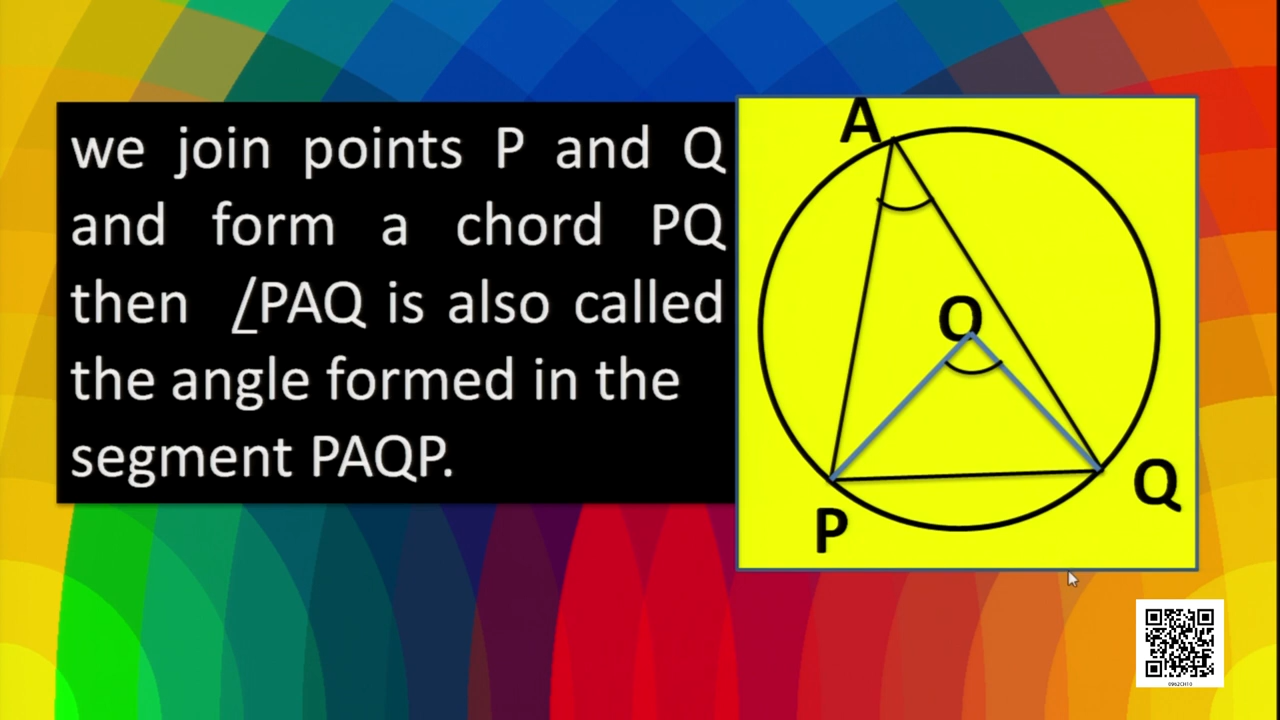 we join points P and Q
and form a chord PQ
then ∠PAQ is also called
the angle formed in the
segment PAQP.
A
O
Q
P
0962CH10